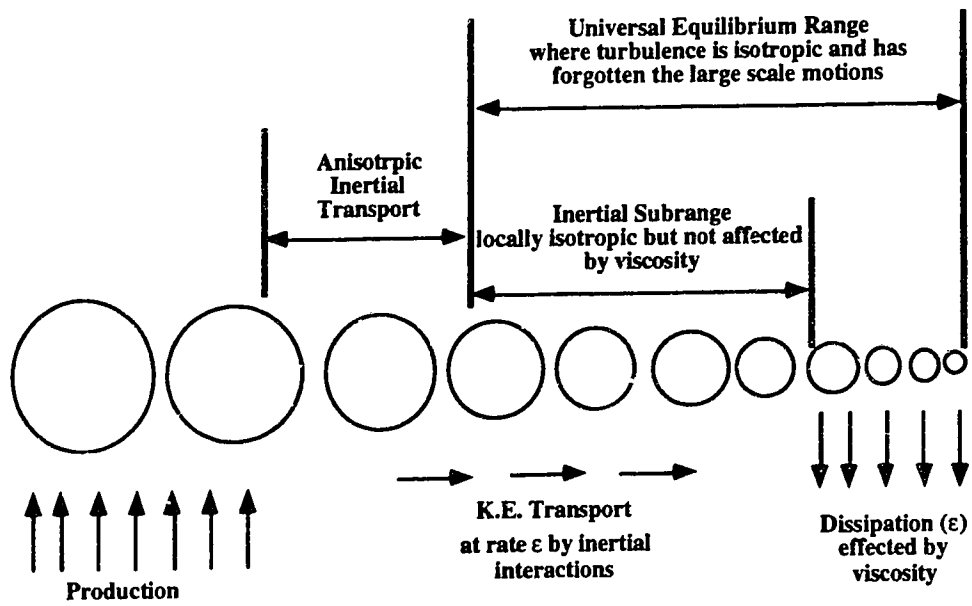 Universal Equilibrium Range
where turbulence is isotropic and has
forgotten the large scale motions
Anisotrpic
Inertial
Transport
Inertial Subrange
locally isotropic but not affected
by viscosity
K.E. Transport
at rate ε by inertial
interactions
Dissipation (ε)
effected by
viscosity
Production